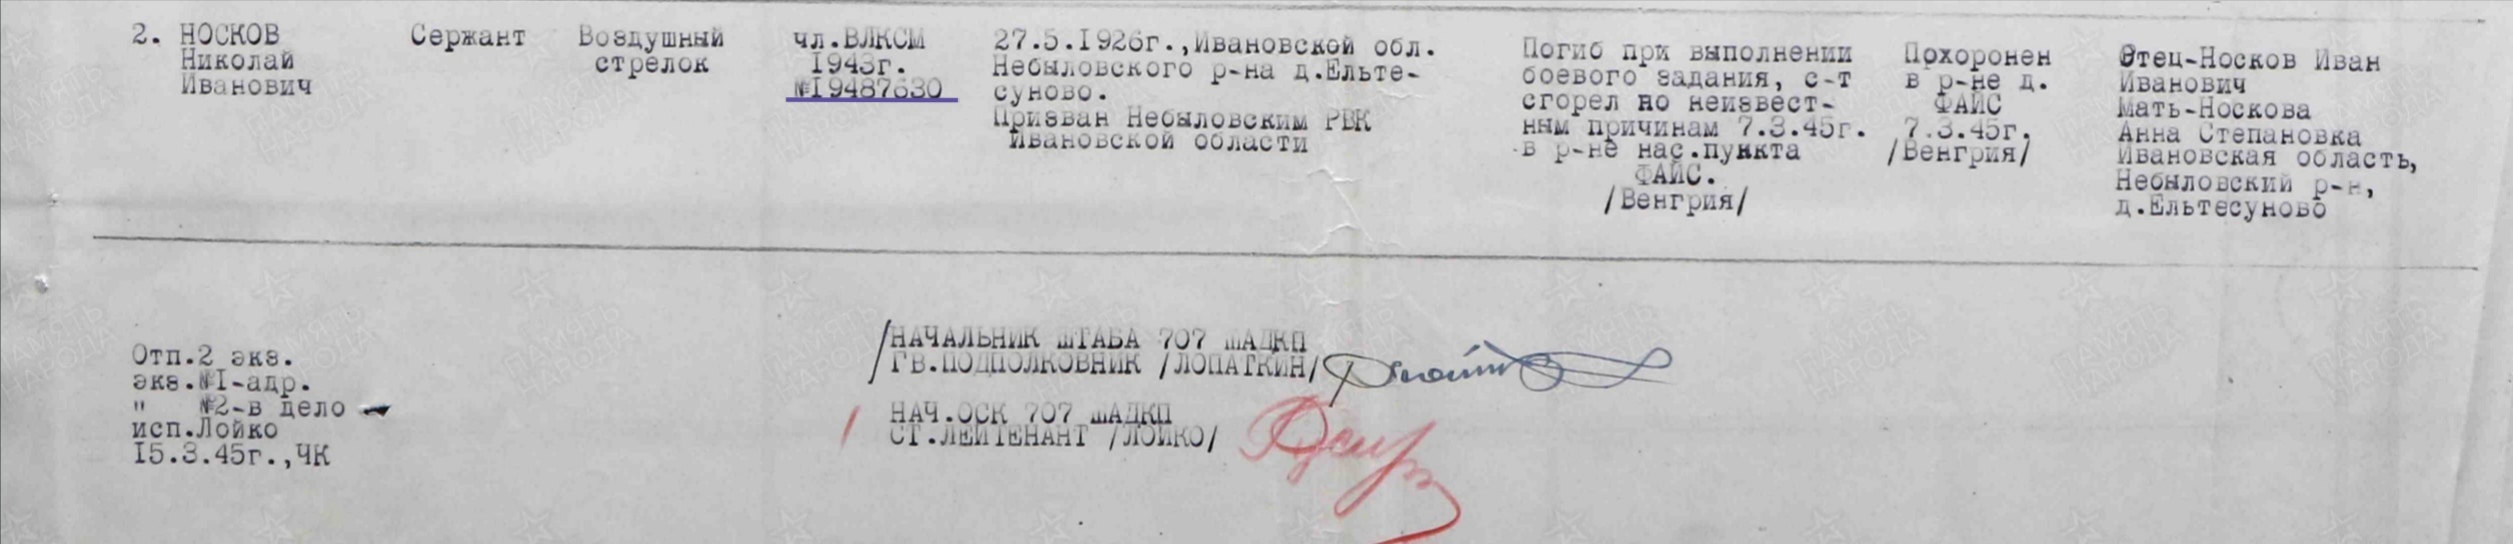 2. НОСКОВ
Николай
Иванович
Сержант
Воздушный
стрелок
чл.ВЛКСМ
1943г.
№19487630
27.5.1926г.,Ивановской обл.
Небыловского р-на д.Ельте-
суново.
Призван Небыловским РВК
Ивановской области
Погиб при выполнении
боевого задания, с-т
сгорел по неизвест-
ным причинам 7.3.45г.
в р-не нас.пункта
ФАЙС.
/Венгрия/
Похоронен
в р-не д.
ФАЙС
7.3.45г.
/Венгрия/
Отец-Носков Иван
Иванович
Мать-Носкова
Анна Степановка
Ивановская область,
Небыловский р-н,
д.Ельтесуново
/НАЧАЛЬНИК ШТАБА 707 ШАДКП
ГВ.ПОДПОЛКОВНИК /ЛОПАТКИН/
НАЧ.ОСК 707 ШАДКП
СТ.ЛЕЙТЕНАНТ /ЛОЙКО/
Отп.2 экз.
экз.№1-адр.
" №2-в дело
исп.Лойко
15.3.45г.,ЧК
ПАМЯТЬ
НАРОДА